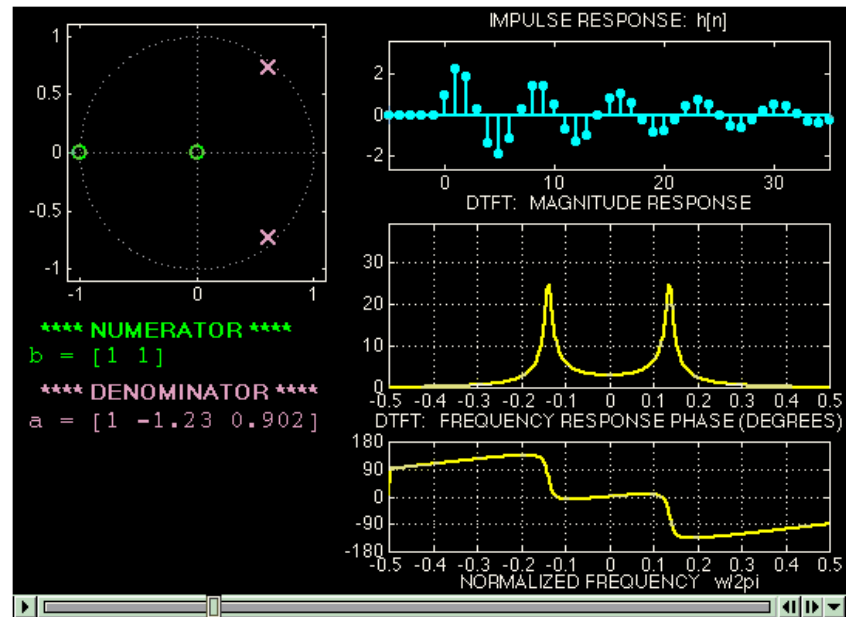 IMPULSE RESPONSE: h[n]
1
0.5
0
-0.5
-1
-1 0 1
2
0
-2
0 10 20 30
DTFT: MAGNITUDE RESPONSE
30
20
10
0
-0.5 -0.4 -0.3 -0.2 -0.1 0 0.1 0.2 0.3 0.4 0.5
**** NUMERATOR ****
b = [1 1]
**** DENOMINATOR ****
a = [1 -1.23 0.902]
DTFT: FREQUENCY RESPONSE PHASE (DEGREES)
180
90
0
-90
-180
-0.5 -0.4 -0.3 -0.2 -0.1 0 0.1 0.2 0.3 0.4 0.5
NORMALIZED FREQUENCY w/2pi